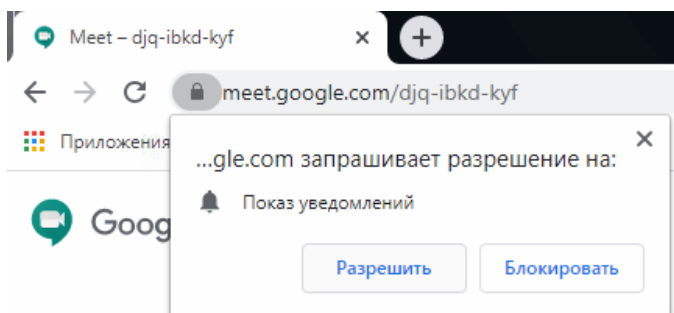 Meet – djq-ibkd-kyf
meet.google.com/djq-ibkd-kyf
Приложения
...gle.com запрашивает разрешение на:
Показ уведомлений
Goog
Разрешить Блокировать